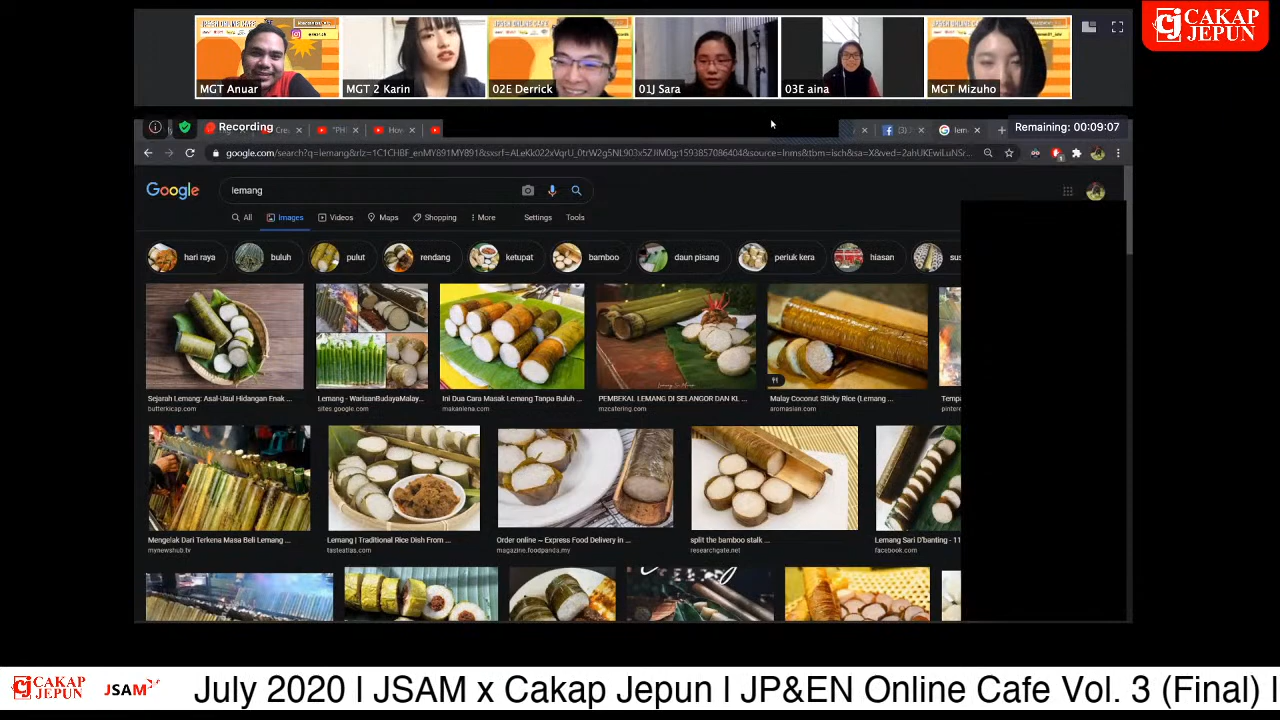 CAKAP
JEPUN
MGT Anuar
MGT 2 Karin
02E Derrick
01J Sara
03E aina
MGT Mizuho
Recording
Remaining: 00:09:07
Google
lemang
All
Images
Videos
Maps
Shopping
More
Settings
Tools
hari raya
buluh
pulut
rendang
ketupat
bamboo
daun pisang
periuk kera
hiasan
Sejarah Lemang: Asal-Usul Hidangan Enak ...
butterkicap.com
Lemang - WarisanBudayaMalay...
sites.google.com
Ini Dua Cara Masak Lemang Tanpa Buluh ...
makanlena.com
PEMBEKAL LEMANG DI SELANGOR DAN KL ...
mzcatering.com
Malay Coconut Sticky Rice (Lemang ...
aromasian.com
Mengelak Dari Terkena Masa Beli Lemang ...
mynewshub.tv
Lemang | Traditional Rice Dish From ...
tasteatlas.com
Order online ~ Express Food Delivery in ...
magazine.foodpanda.my
split the bamboo stalk ...
researchgate.net
Lemang Sari D'banting - 11
facebook.com
CAKAP
JEPUN
JSAM
July 2020 l JSAM x Cakap Jepun l JP&EN Online Cafe Vol. 3 (Final) l